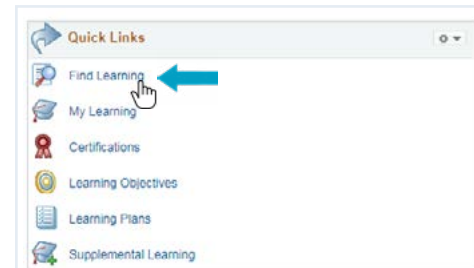 Quick Links
Find Learning
My Learning
Certifications
Learning Objectives
Learning Plans
Supplemental Learning